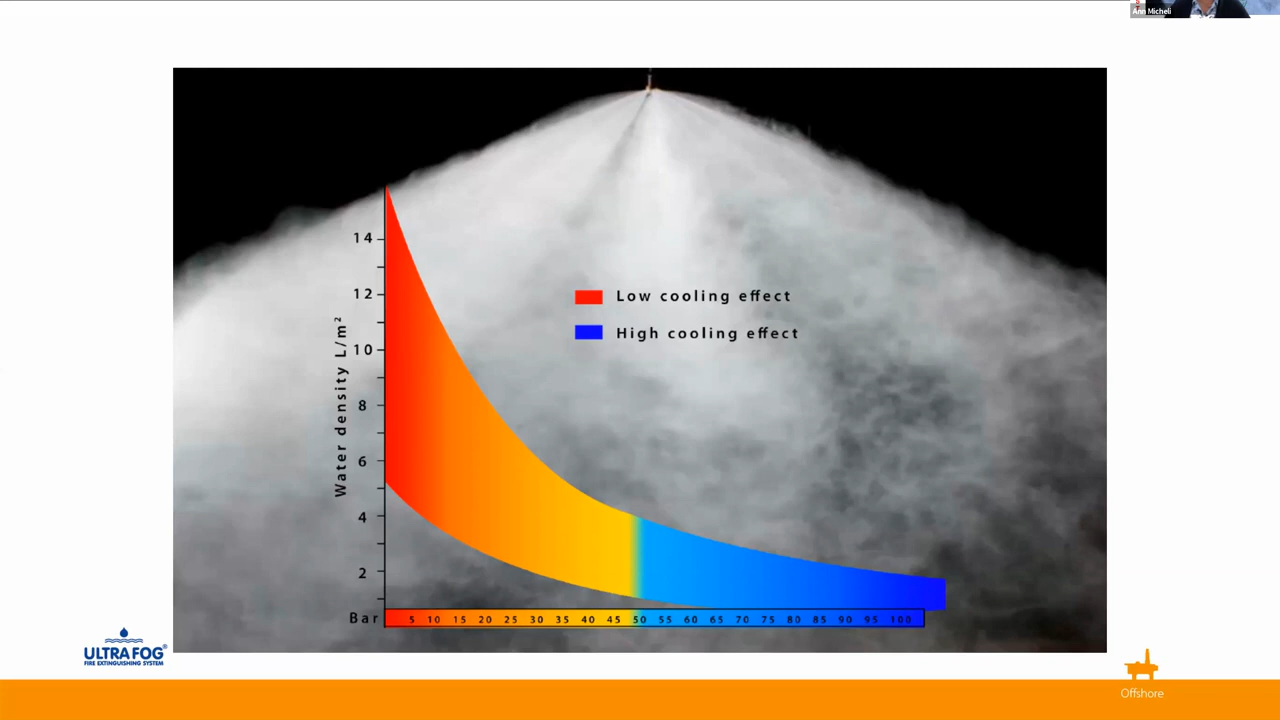 Ann Micheli
14
12
10
8
6
4
2
Water density L/m²
Low cooling effect
High cooling effect
Bar 5 10 15 20 25 30 35 40 45 50 55 60 65 70 75 80 85 90 95 100
ULTRA FOG®
FIRE EXTINGUISHING SYSTEM
Offshore